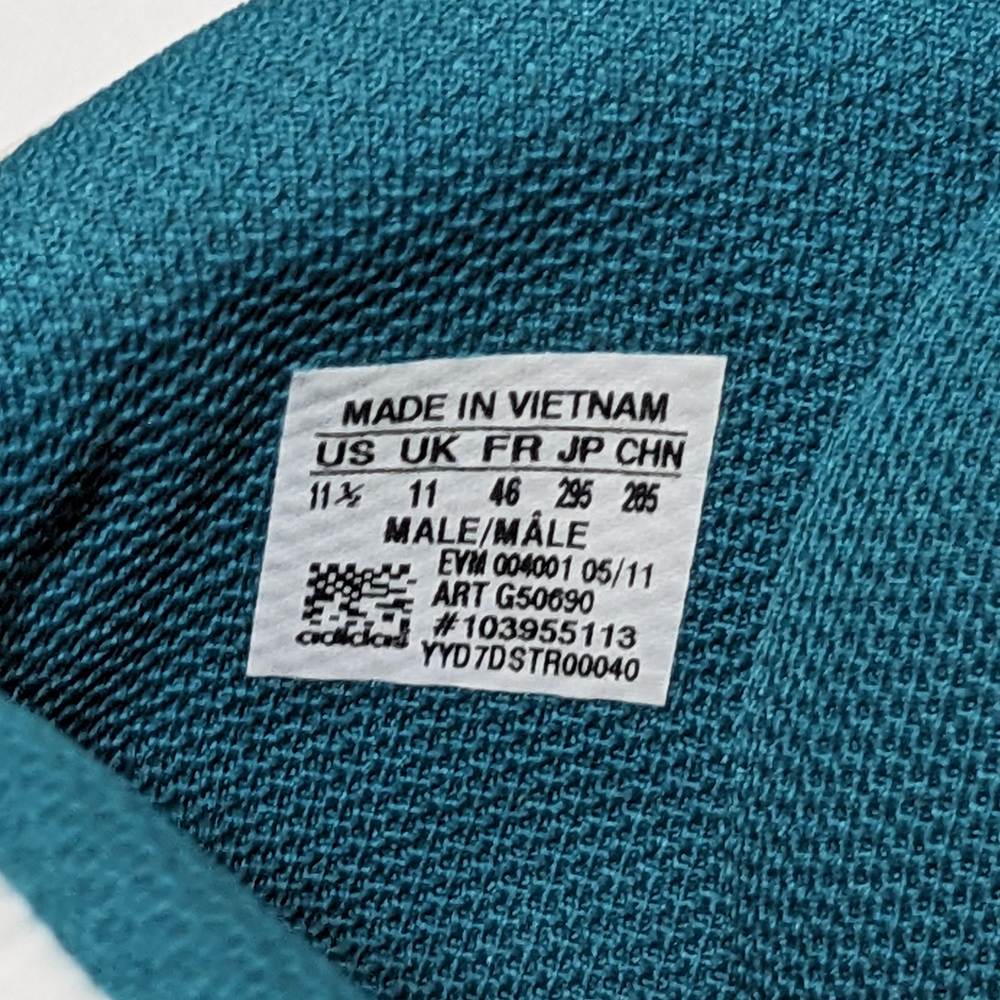 MADE IN VIETNAM
US UK FR JP CHN
11½ 11 46 295 285
MALE/MÂLE
EVM 004001 05/11
ART G50690
#103955113
adidas YYD7DSTR00040